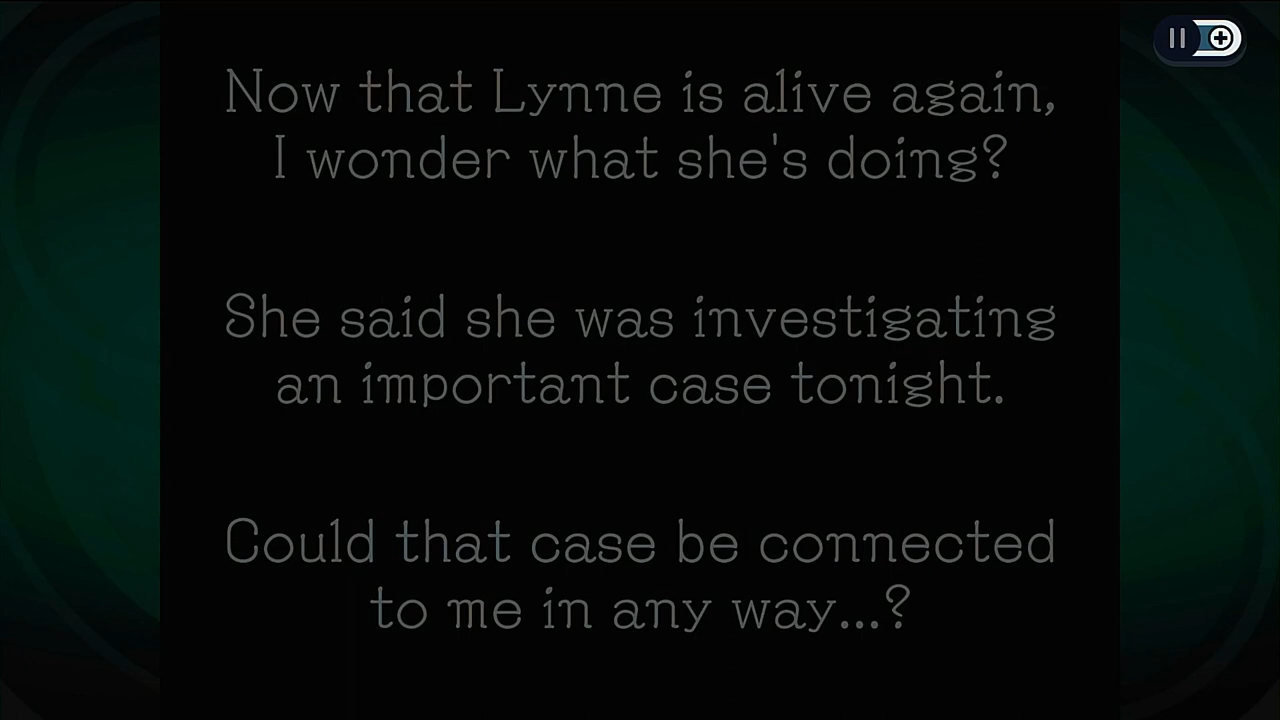 Now that Lynne is alive again,
I wonder what she's doing?
She said she was investigating
an important case tonight.
Could that case be connected
to me in any way...?